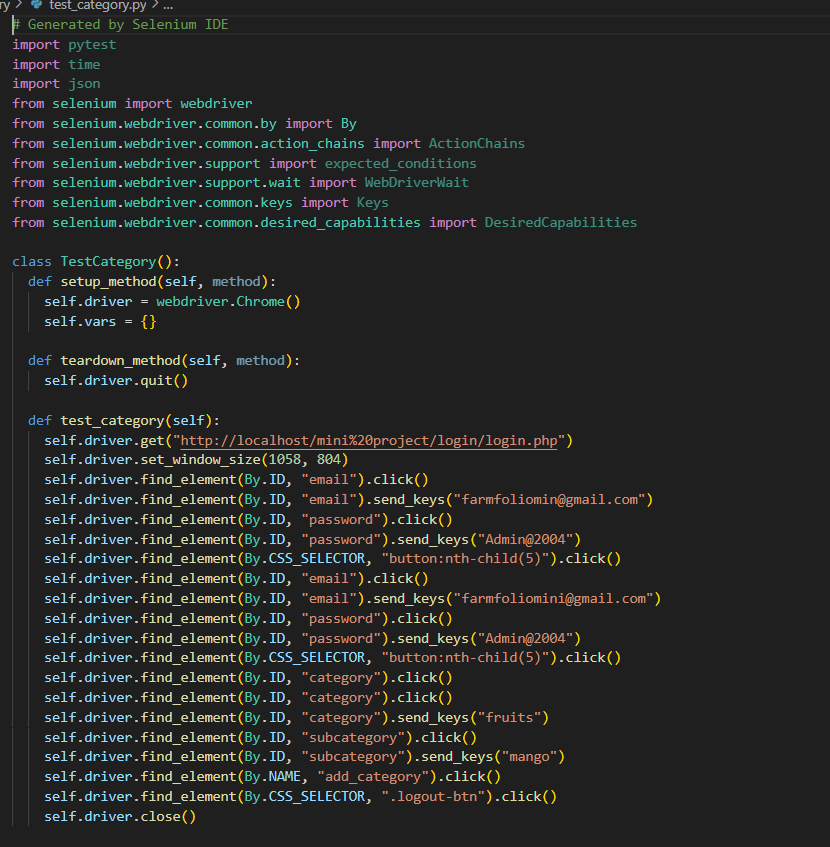 ry > test_category.py > ...
# Generated by Selenium IDE
import pytest
import time
import json
from selenium import webdriver
from selenium.webdriver.common.by import By
from selenium.webdriver.common.action_chains import ActionChains
from selenium.webdriver.support import expected_conditions
from selenium.webdriver.support.wait import WebDriverWait
from selenium.webdriver.common.keys import Keys
from selenium.webdriver.common.desired_capabilities import DesiredCapabilities

class TestCategory():
  def setup_method(self, method):
    self.driver = webdriver.Chrome()
    self.vars = {}

  def teardown_method(self, method):
    self.driver.quit()

  def test_category(self):
    self.driver.get("http://localhost/mini%20project/login/login.php")
    self.driver.set_window_size(1058, 804)
    self.driver.find_element(By.ID, "email").click()
    self.driver.find_element(By.ID, "email").send_keys("farmfoliomin@gmail.com")
    self.driver.find_element(By.ID, "password").click()
    self.driver.find_element(By.ID, "password").send_keys("Admin@2004")
    self.driver.find_element(By.CSS_SELECTOR, "button:nth-child(5)").click()
    self.driver.find_element(By.ID, "email").click()
    self.driver.find_element(By.ID, "email").send_keys("farmfoliomini@gmail.com")
    self.driver.find_element(By.ID, "password").click()
    self.driver.find_element(By.ID, "password").send_keys("Admin@2004")
    self.driver.find_element(By.CSS_SELECTOR, "button:nth-child(5)").click()
    self.driver.find_element(By.ID, "category").click()
    self.driver.find_element(By.ID, "category").click()
    self.driver.find_element(By.ID, "category").send_keys("fruits")
    self.driver.find_element(By.ID, "subcategory").click()
    self.driver.find_element(By.ID, "subcategory").send_keys("mango")
    self.driver.find_element(By.NAME, "add_category").click()
    self.driver.find_element(By.CSS_SELECTOR, ".logout-btn").click()
    self.driver.close()